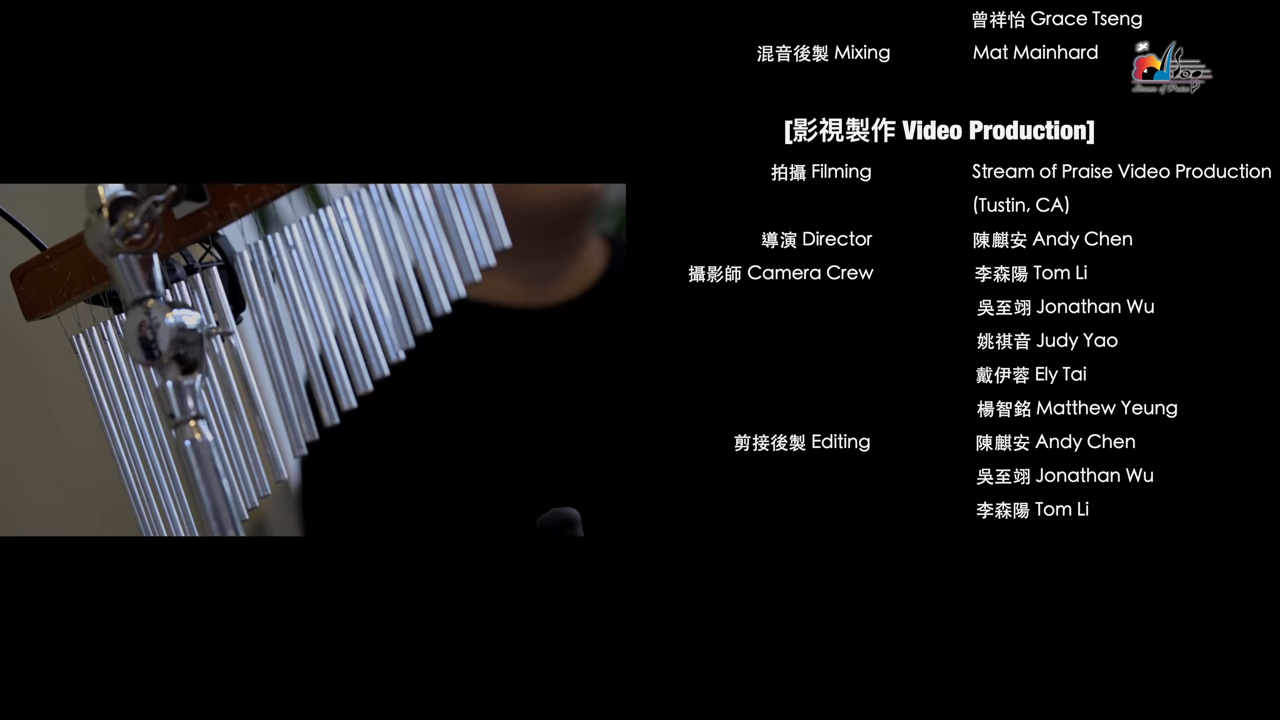 曾祥怡 Grace Tseng
混音後製 Mixing Mat Mainhard
Stream of Praise
[影視製作 Video Production]
拍攝 Filming Stream of Praise Video Production
(Tustin, CA)
導演 Director 陳麒安 Andy Chen
攝影師 Camera Crew 李森陽 Tom Li
吳至翊 Jonathan Wu
姚祺音 Judy Yao
戴伊蓉 Ely Tai
楊智銘 Matthew Yeung
剪接後製 Editing 陳麒安 Andy Chen
吳至翊 Jonathan Wu
李森陽 Tom Li